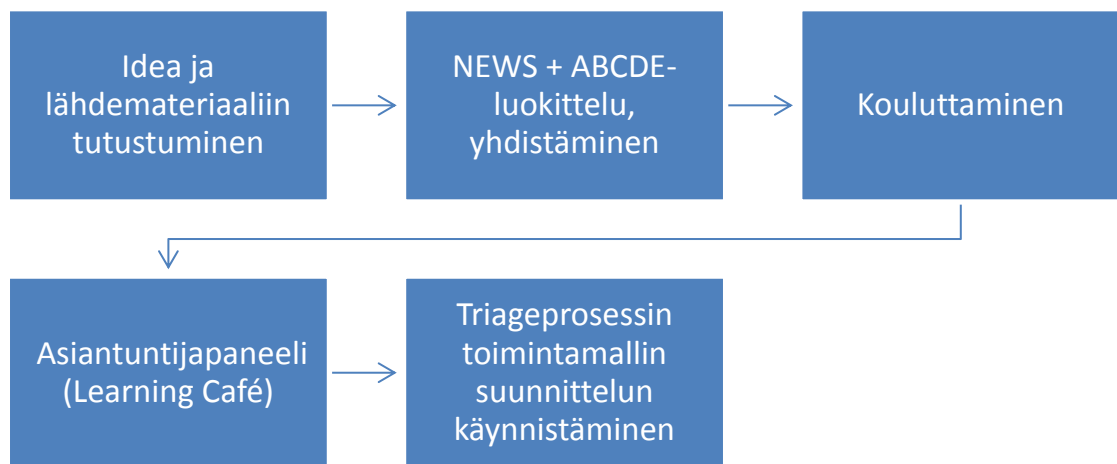 Idea ja
lähdemateriaaliin
tutustuminen
NEWS + ABCDE-
luokittelu,
yhdistäminen
Kouluttaminen
Asiantuntijapaneeli
(Learning Café)
Triageprosessin
toimintamallin
suunnittelun
käynnistäminen